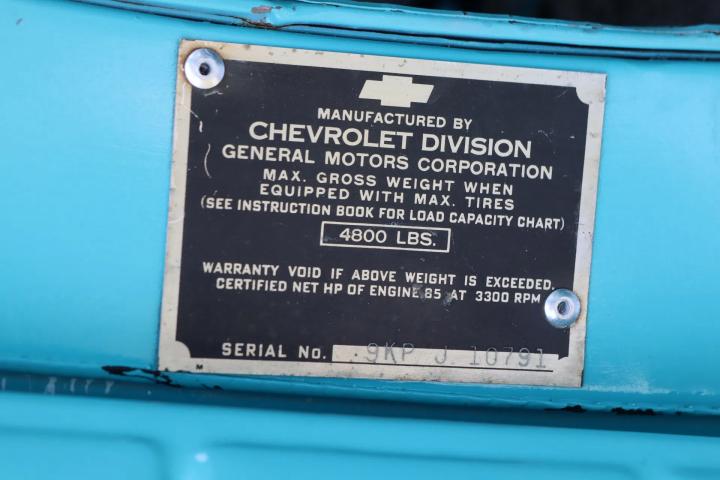 MANUFACTURED BY
CHEVROLET DIVISION
GENERAL MOTORS CORPORATION
MAX. GROSS WEIGHT WHEN
EQUIPPED WITH MAX. TIRES
(SEE INSTRUCTION BOOK FOR LOAD CAPACITY CHART)
4800 LBS.
WARRANTY VOID IF ABOVE WEIGHT IS EXCEEDED.
CERTIFIED NET HP OF ENGINE 85 AT 3300 RPM
SERIAL No. 9KP J 10791
M